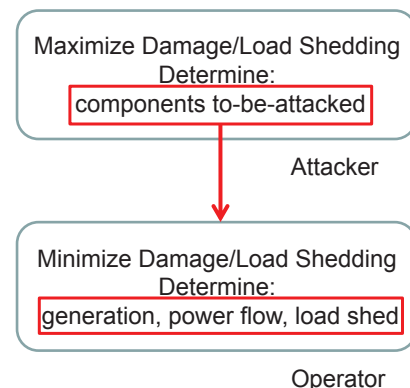 Maximize Damage/Load Shedding
Determine:
components to-be-attacked
Attacker
Minimize Damage/Load Shedding
Determine:
generation, power flow, load shed
Operator